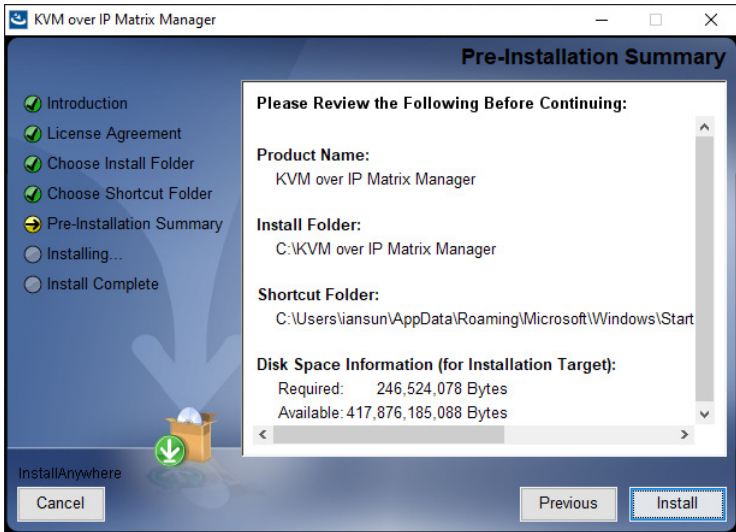 KVM over IP Matrix Manager
Pre-Installation Summary
Introduction
License Agreement
Choose Install Folder
Choose Shortcut Folder
Pre-Installation Summary
Installing...
Install Complete
Please Review the Following Before Continuing:
Product Name:
KVM over IP Matrix Manager
Install Folder:
C:\KVM over IP Matrix Manager
Shortcut Folder:
C:\Users\iansun\AppData\Roaming\Microsoft\Windows\Start
Disk Space Information (for Installation Target):
Required: 246,524,078 Bytes
Available: 417,876,185,088 Bytes
InstallAnywhere
Cancel
Previous
Install